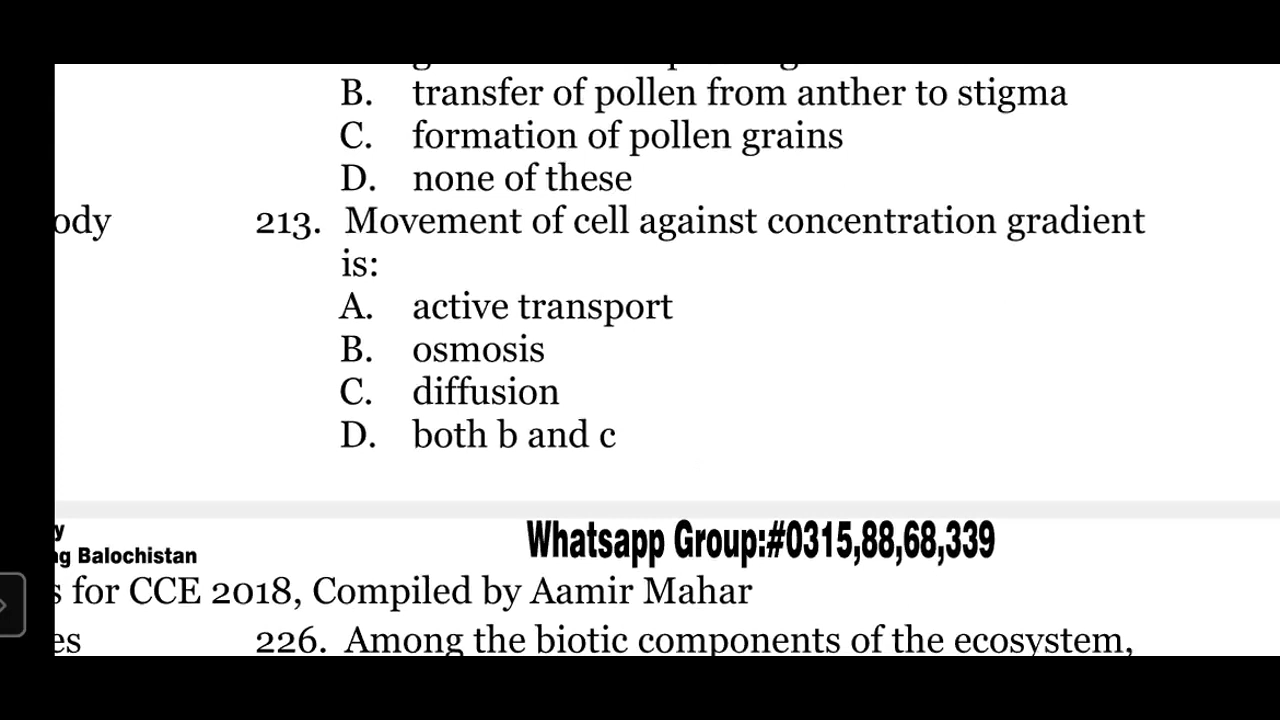 B. transfer of pollen from anther to stigma
C. formation of pollen grains
D. none of these
ody
213. Movement of cell against concentration gradient
is:
A. active transport
B. osmosis
C. diffusion
D. both b and c
y
ng Balochistan
Whatsapp Group:#0315,88,68,339
s for CCE 2018, Compiled by Aamir Mahar
es
226. Among the biotic components of the ecosystem,